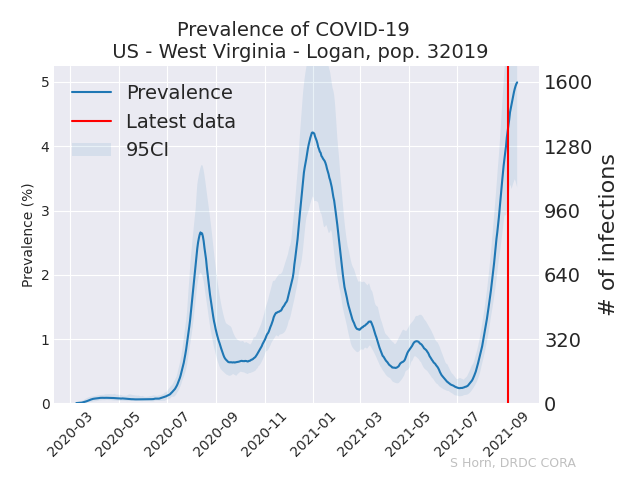 Prevalence of COVID-19
US - West Virginia - Logan, pop. 32019
Prevalence
Latest data
95CI
Prevalence (%)
5
4
3
2
1
0
1600
1280
960
640
320
0
# of infections
2020-03
2020-05
2020-07
2020-09
2020-11
2021-01
2021-03
2021-05
2021-07
2021-09
S Horn, DRDC CORA